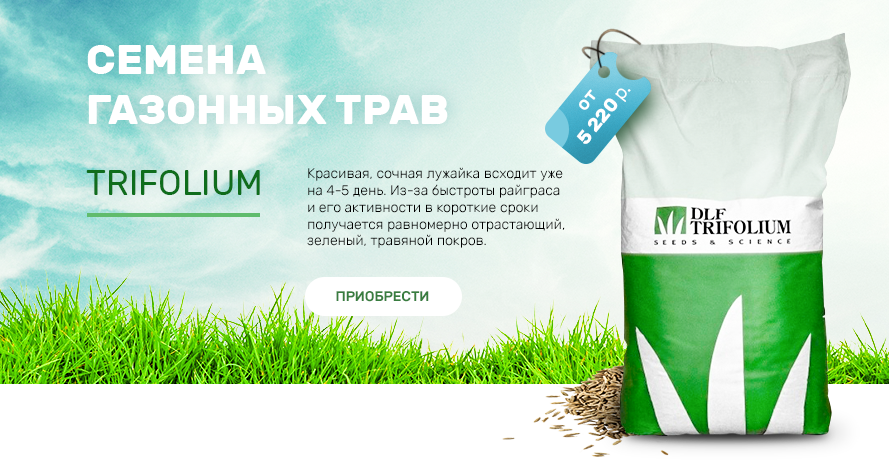 СЕМЕНА
ГАЗОННЫХ ТРАВ
TRIFOLIUM
Красивая, сочная лужайка всходит уже
на 4-5 день. Из-за быстроты райграса
и его активности в короткие сроки
получается равномерно отрастающий,
зеленый, травяной покров.
ПРИОБРЕСТИ
от
5 220 р.
DLF
TRIFOLIUM
SEEDS & SCIENCE